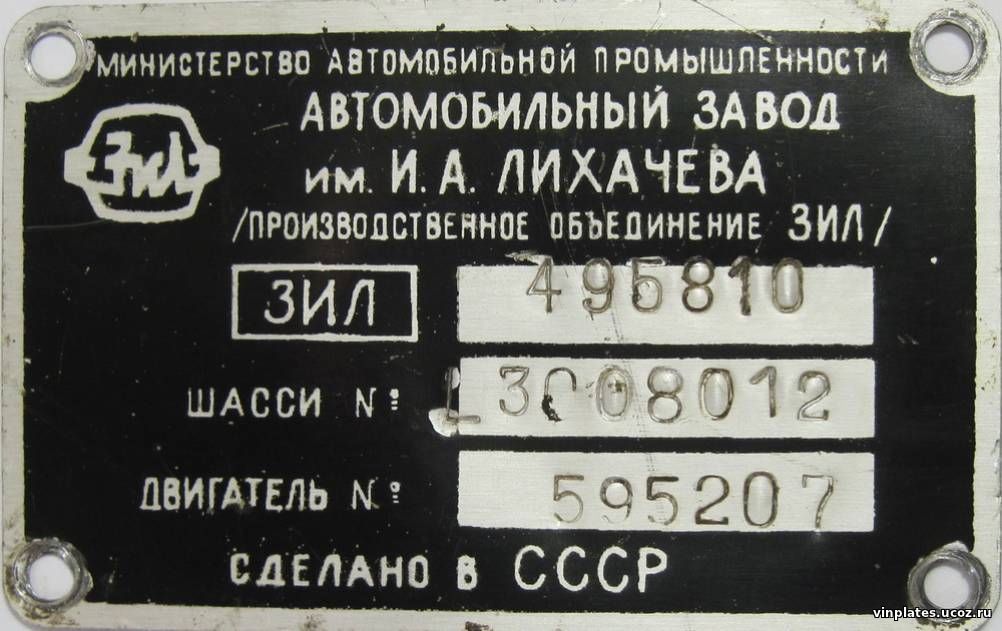 МИНИСТЕРСТВО АВТОМОБИЛЬНОЙ ПРОМЫШЛЕННОСТИ
АВТОМОБИЛЬНЫЙ ЗАВОД
ЗИЛ
им. И. А. ЛИХАЧЕВА
/ПРОИЗВОДСТВЕННОЕ ОБЪЕДИНЕНИЕ ЗИЛ/
ЗИЛ 495810
ШАССИ №: L3008012
ДВИГАТЕЛЬ №: 595207
СДЕЛАНО В СССР
vinplates.ucoz.ru